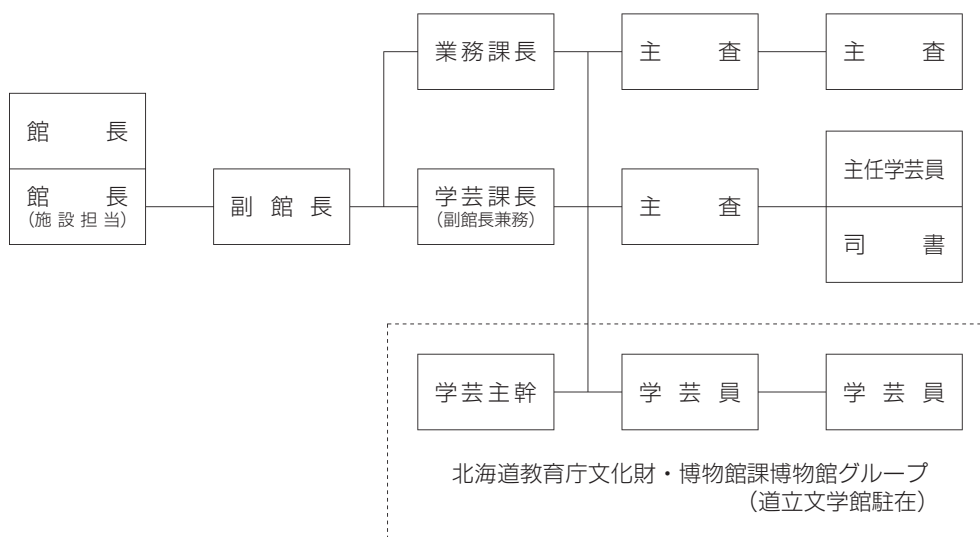 館長
館長
(施設担当)
副館長
業務課長
主査
主査
学芸課長
(副館長兼務)
主査
主任学芸員
司書
学芸主幹
学芸員
学芸員
北海道教育庁文化財・博物館課博物館グループ
(道立文学館駐在)